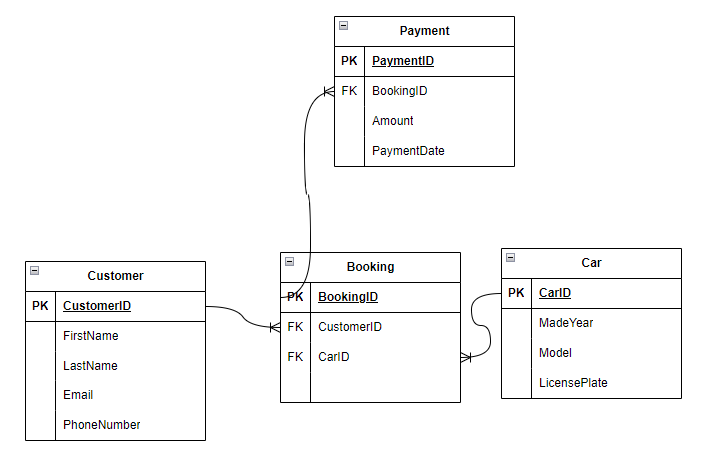 Payment
PK PaymentID
FK BookingID
Amount
PaymentDate
Customer
PK CustomerID
FirstName
LastName
Email
PhoneNumber
Booking
PK BookingID
FK CustomerID
FK CarID
Car
PK CarID
MadeYear
Model
LicensePlate